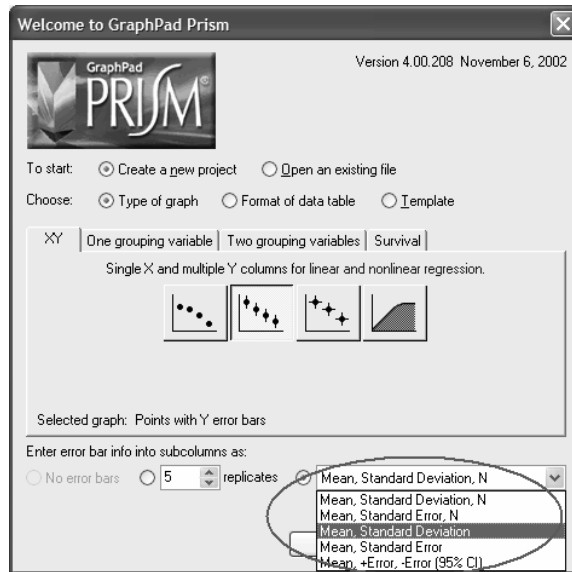 Welcome to GraphPad Prism
GraphPad
PRISM®
Version 4.00.208 November 6, 2002
To start: Create a new project Open an existing file
Choose: Type of graph Format of data table Template
XY One grouping variable Two grouping variables Survival
Single X and multiple Y columns for linear and nonlinear regression.
Selected graph: Points with Y error bars
Enter error bar info into subcolumns as:
No error bars 5 replicates Mean, Standard Deviation, N
Mean, Standard Deviation, N
Mean, Standard Error, N
Mean, Standard Deviation
Mean, Standard Error
Mean, +Error, -Error (95% CI)